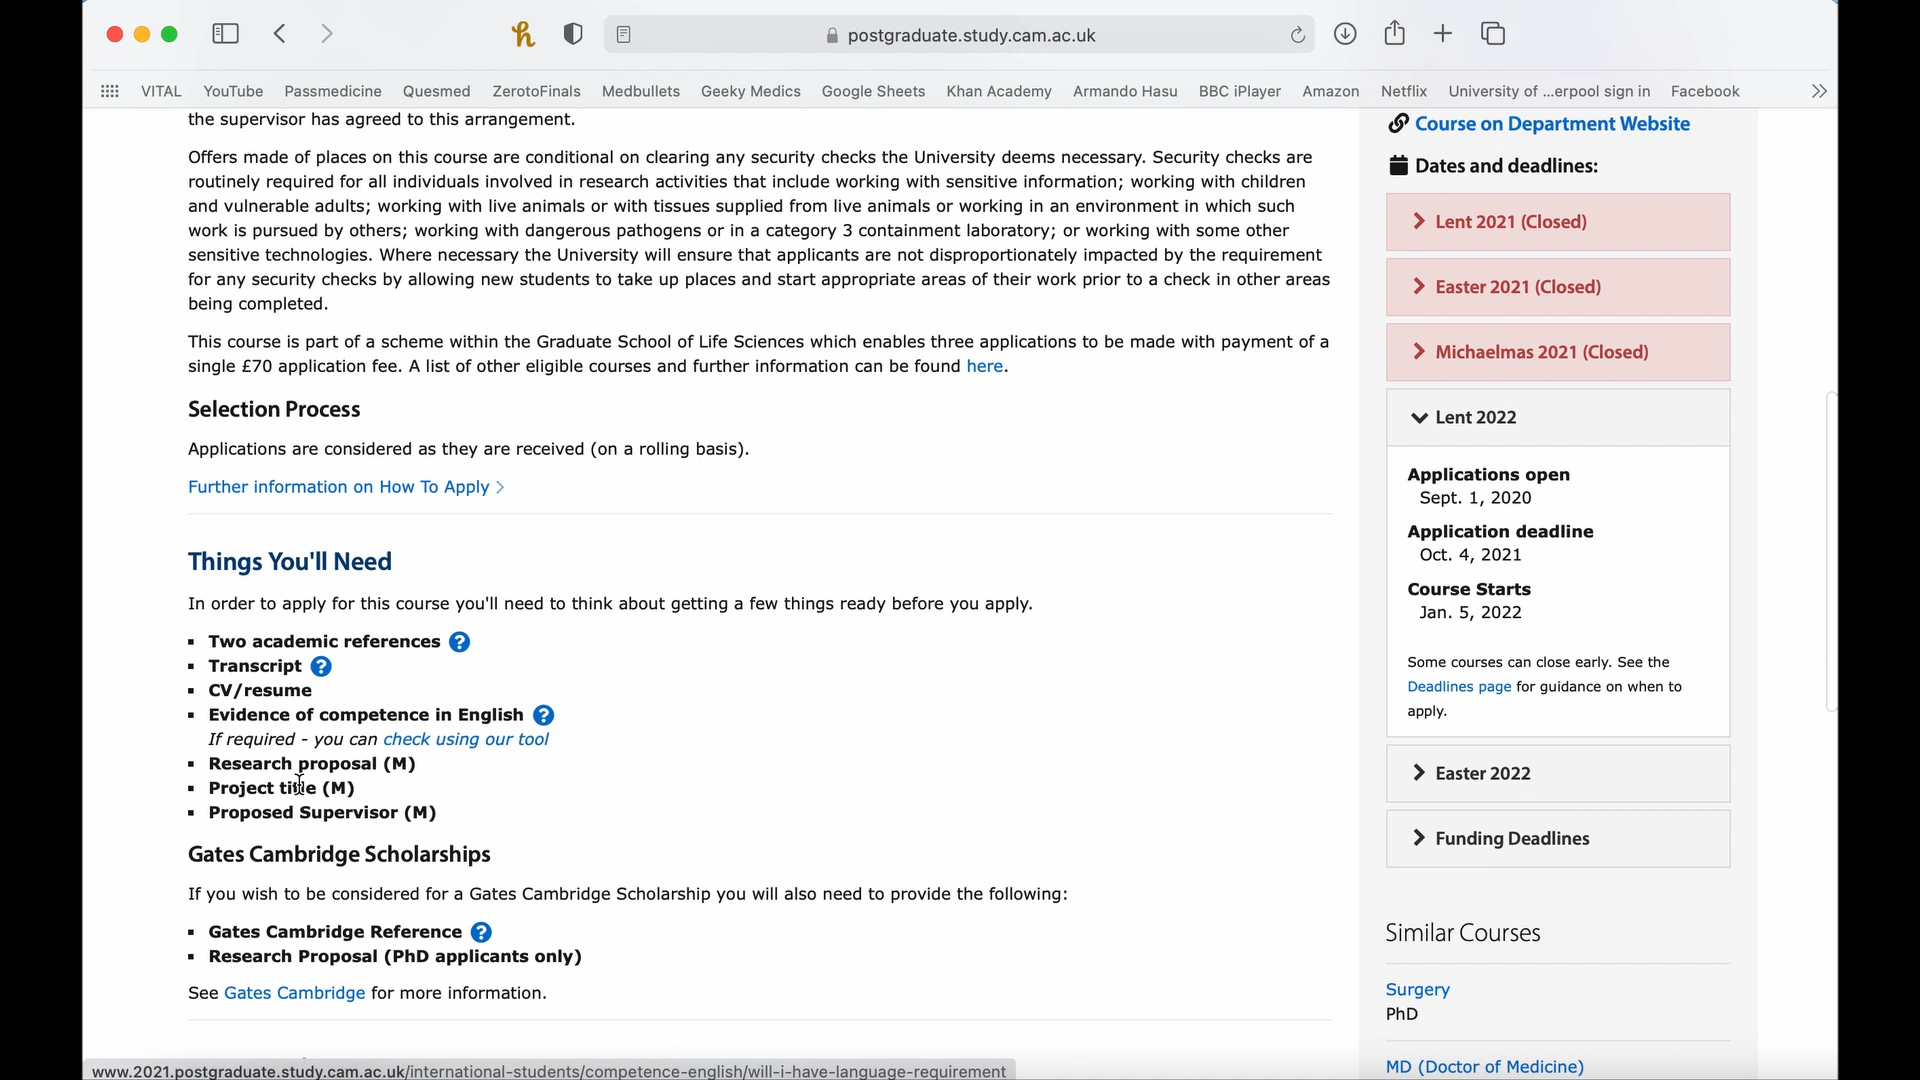 postgraduate.study.cam.ac.uk
VITAL YouTube Passmedicine Quesmed ZerotoFinals Medbullets Geeky Medics Google Sheets Khan Academy Armando Hasu BBC iPlayer Amazon Netflix University of ...erpool sign in Facebook
the supervisor has agreed to this arrangement.
Offers made of places on this course are conditional on clearing any security checks the University deems necessary. Security checks are
routinely required for all individuals involved in research activities that include working with sensitive information; working with children
and vulnerable adults; working with live animals or with tissues supplied from live animals or working in an environment in which such
work is pursued by others; working with dangerous pathogens or in a category 3 containment laboratory; or working with some other
sensitive technologies. Where necessary the University will ensure that applicants are not disproportionately impacted by the requirement
for any security checks by allowing new students to take up places and start appropriate areas of their work prior to a check in other areas
being completed.
This course is part of a scheme within the Graduate School of Life Sciences which enables three applications to be made with payment of a
single £70 application fee. A list of other eligible courses and further information can be found here.
Selection Process
Applications are considered as they are received (on a rolling basis).
Further information on How To Apply >
Things You'll Need
In order to apply for this course you'll need to think about getting a few things ready before you apply.
▪ Two academic references ?
▪ Transcript ?
▪ CV/resume
▪ Evidence of competence in English ?
If required - you can check using our tool
▪ Research proposal (M)
▪ Project title (M)
▪ Proposed Supervisor (M)
Gates Cambridge Scholarships
If you wish to be considered for a Gates Cambridge Scholarship you will also need to provide the following:
▪ Gates Cambridge Reference ?
▪ Research Proposal (PhD applicants only)
See Gates Cambridge for more information.
Course on Department Website
Dates and deadlines:
Lent 2021 (Closed)
Easter 2021 (Closed)
Michaelmas 2021 (Closed)
Lent 2022
Applications open
Sept. 1, 2020
Application deadline
Oct. 4, 2021
Course Starts
Jan. 5, 2022
Some courses can close early. See the
Deadlines page for guidance on when to
apply.
Easter 2022
Funding Deadlines
Similar Courses
Surgery
PhD
MD (Doctor of Medicine)
www.2021.postgraduate.study.cam.ac.uk/international-students/competence-english/will-i-have-language-requirement